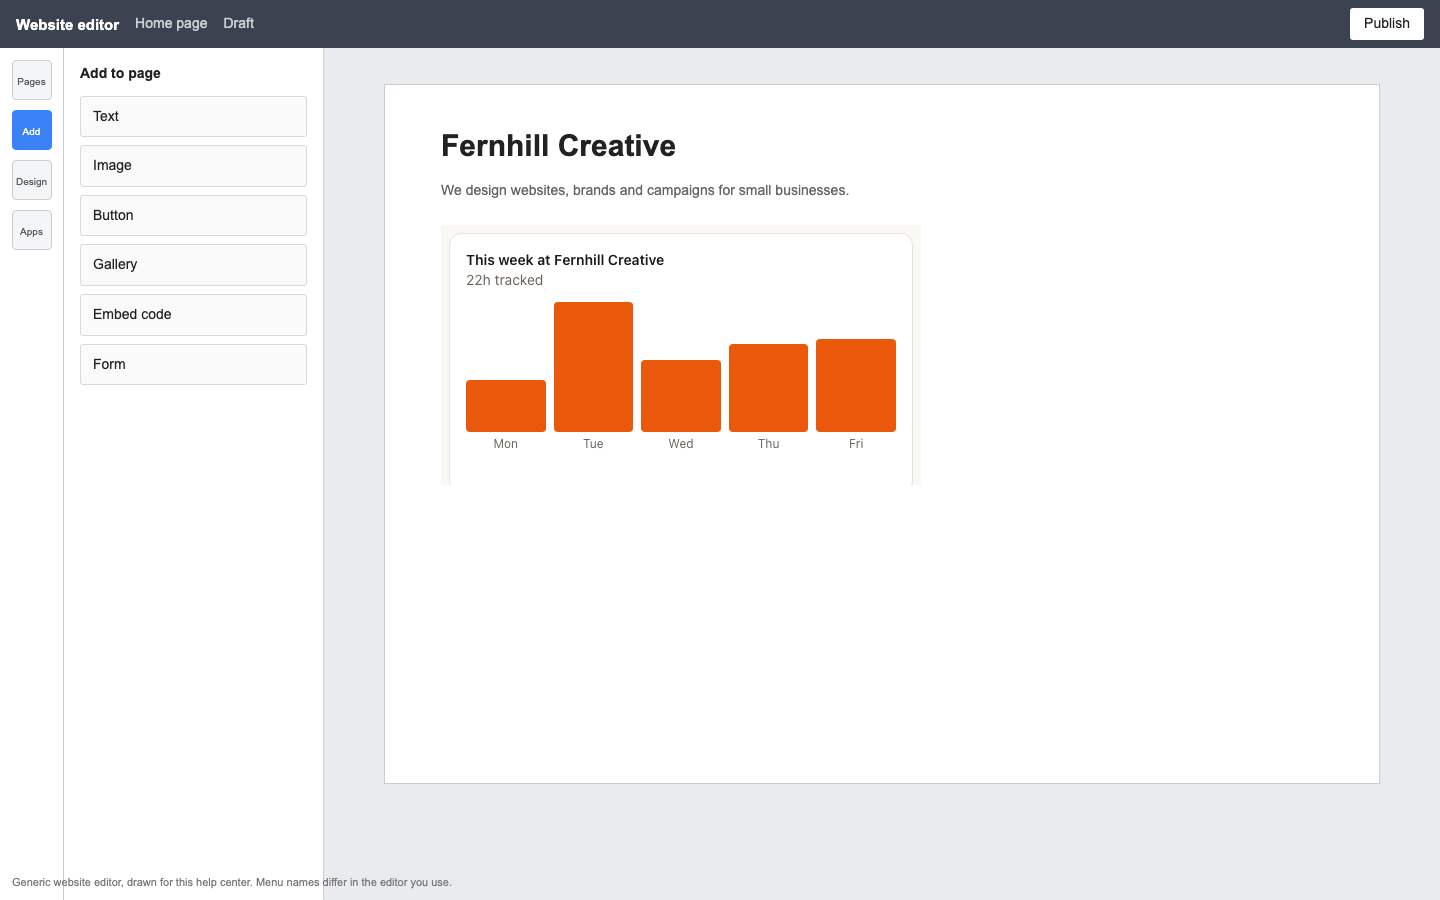 Website editor Home page Draft Publish
Pages
Add
Design
Apps
Add to page
Text
Image
Button
Gallery
Embed code
Form
Fernhill Creative
We design websites, brands and campaigns for small businesses.
This week at Fernhill Creative
22h tracked
Mon Tue Wed Thu Fri
Generic website editor, drawn for this help center. Menu names differ in the editor you use.